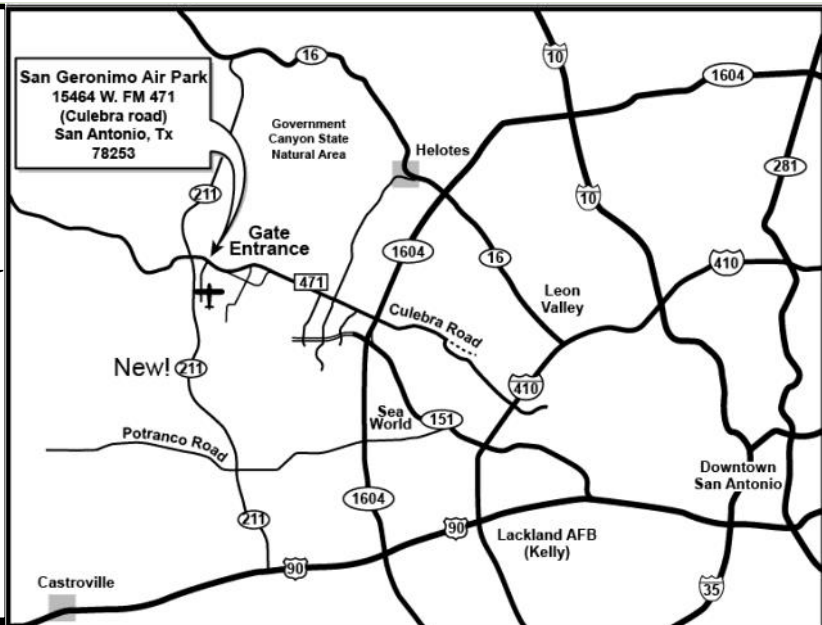 San Geronimo Air Park
15464 W. FM 471
(Culebra road)
San Antonio, Tx
78253
16
10
1604
Government
Canyon State
Natural Area
Helotes
281
211
10
Gate
Entrance
1604
16
410
471
Leon
Valley
Culebra Road
New!
211
410
Sea
World
151
Potranco Road
Downtown
San Antonio
1604
211
90
Lackland AFB
(Kelly)
90
Castroville
35